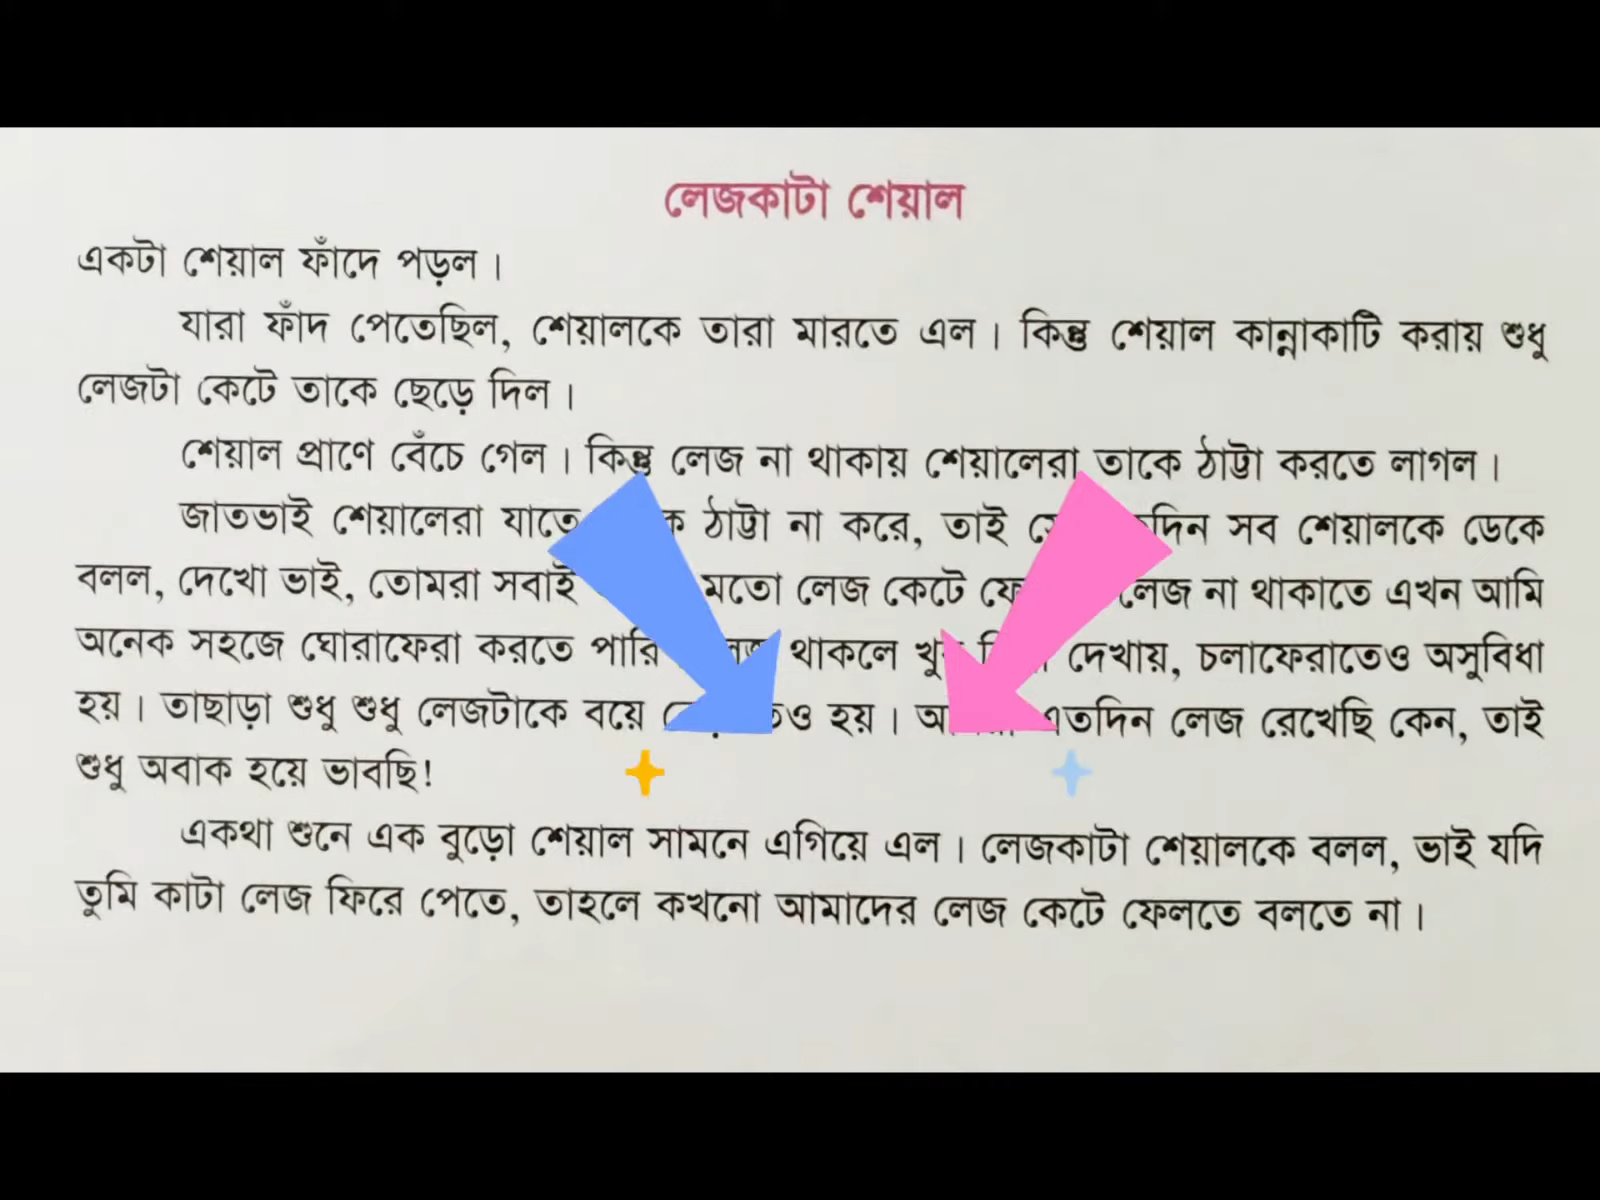 লেজকাটা শেয়াল
একটা শেয়াল ফাঁদে পড়ল।
যারা ফাঁদ পেতেছিল, শেয়ালকে তারা মারতে এল। কিন্তু শেয়াল কান্নাকাটি করায় শুধু
লেজটা কেটে তাকে ছেড়ে দিল।
শেয়াল প্রাণে বেঁচে গেল। কিন্তু লেজ না থাকায় শেয়ালেরা তাকে ঠাট্টা করতে লাগল।
জাতভাই শেয়ালেরা যাতে ঠাট্টা না করে, তাই সব শেয়ালকে ডেকে
বলল, দেখো ভাই, তোমরা সবাই মতো লেজ কেটে লেজ না থাকাতে এখন আমি
অনেক সহজে ঘোরাফেরা করতে পারি থাকলে দেখায়, চলাফেরাতেও অসুবিধা
হয়। তাছাড়া শুধু শুধু লেজটাকে বয়ে হয়। এতদিন লেজ রেখেছি কেন, তাই
শুধু অবাক হয়ে ভাবছি!
একথা শুনে এক বুড়ো শেয়াল সামনে এগিয়ে এল। লেজকাটা শেয়ালকে বলল, ভাই যদি
তুমি কাটা লেজ ফিরে পেতে, তাহলে কখনো আমাদের লেজ কেটে ফেলতে বলতে না।